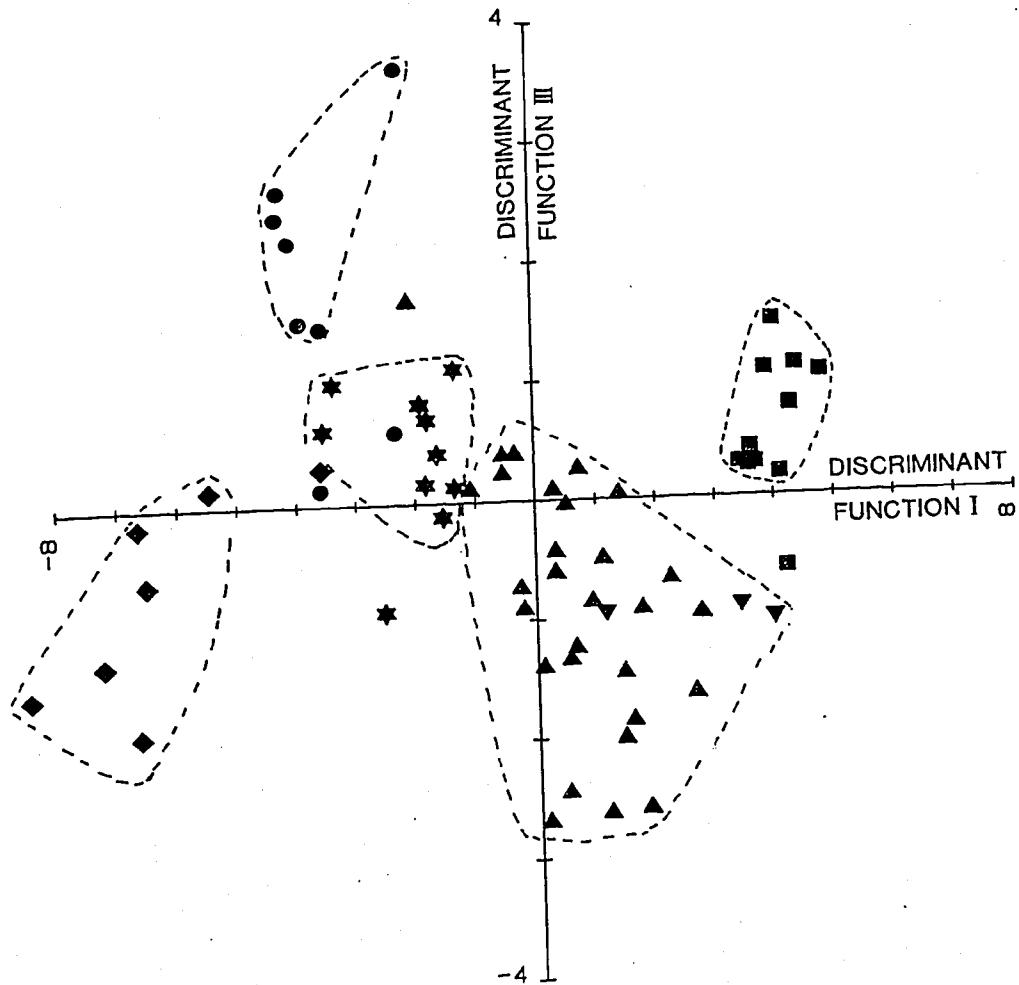 4
DISCRIMINANT
FUNCTION III
DISCRIMINANT
FUNCTION I
-8
8
-4